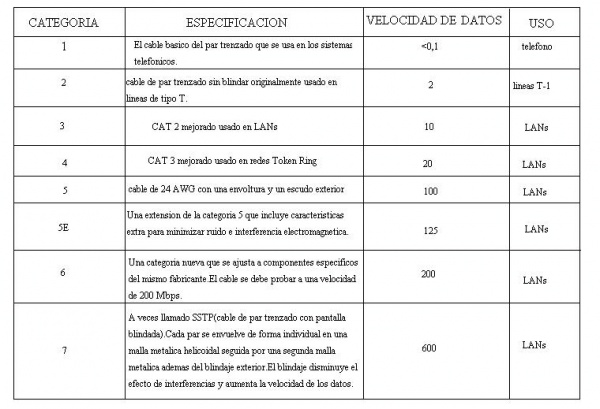 CATEGORIA ESPECIFICACION VELOCIDAD DE DATOS USO
1 El cable basico del par trenzado que se usa en los sistemas <0,1 telefono
telefonicos.
2 cable de par trenzado sin blindar originalmente usado en 2 lineas T-1
lineas de tipo T.
3 CAT 2 mejorado usado en LANs 10 LANs
4 CAT 3 mejorado usado en redes Token Ring 20 LANs
5 cable de 24 AWG con una envoltura y un escudo exterior 100 LANs
5E Una extension de la categoria 5 que incluye caracteristicas 125 LANs
extra para minimizar ruido e interferencia electromagnetica.
6 Una categoria nueva que se ajusta a componentes especificos 200 LANs
del mismo fabricante.El cable se debe probar a una velocidad
de 200 Mbps.
7 A veces llamado SSTP(cable de par trenzado con pantalla 600 LANs
blindada).Cada par se envuelve de forma individual en una
malla metalica helicoidal seguida por una segunda malla
metalica ademas del blindaje exterior.El blindaje disminuye el
efecto de interferencias y aumenta la velocidad de los datos.